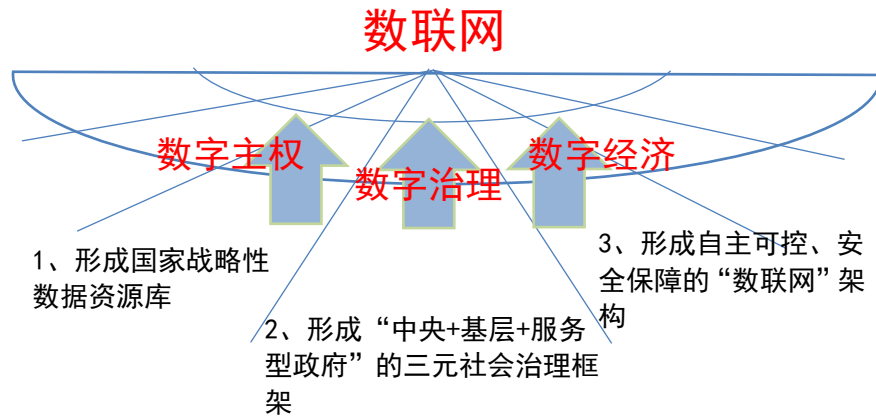 数联网
数字主权
数字治理
数字经济
1、形成国家战略性
数据资源库
2、形成“中央+基层+服务
型政府”的三元社会治理框
架
3、形成自主可控、安
全保障的“数联网”架
构